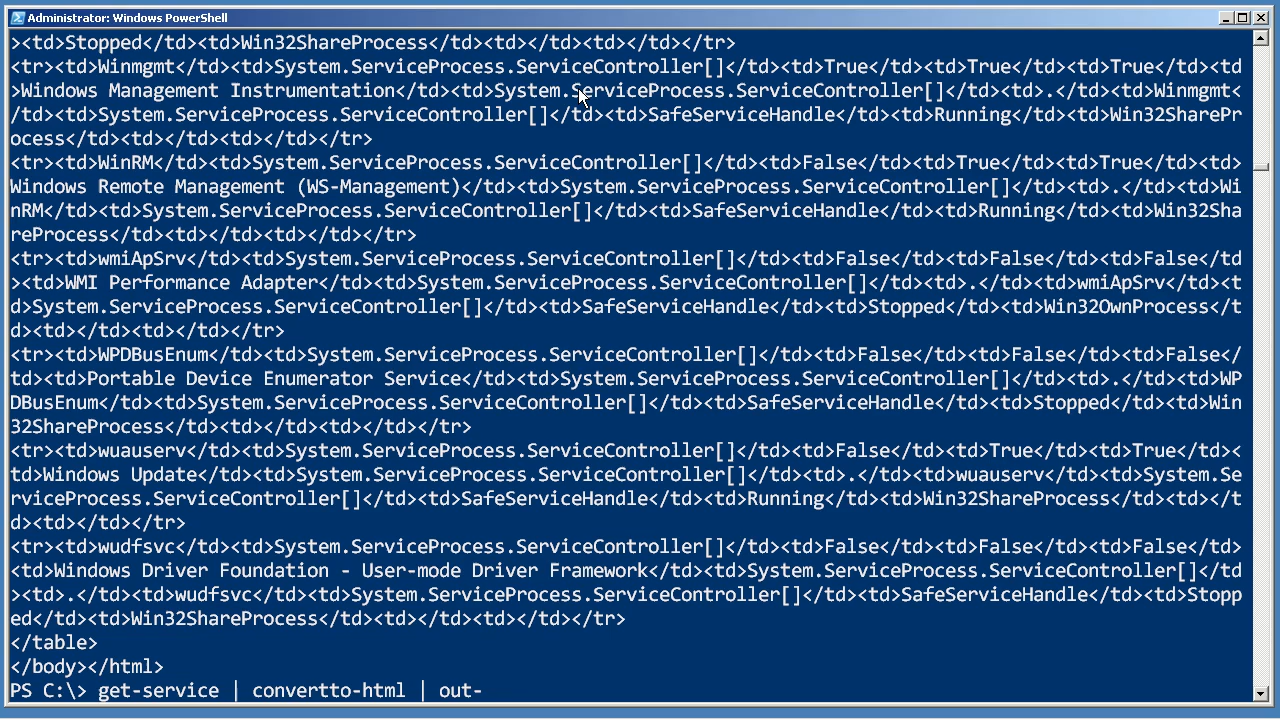 Administrator: Windows PowerShell
><td>Stopped</td><td>Win32ShareProcess</td><td></td><td></td></tr>
<tr><td>Winmgmt</td><td>System.ServiceProcess.ServiceController[]</td><td>True</td><td>True</td><td>True</td><td
>Windows Management Instrumentation</td><td>System.ServiceProcess.ServiceController[]</td><td>.</td><td>Winmgmt<
/td><td>System.ServiceProcess.ServiceController[]</td><td>SafeServiceHandle</td><td>Running</td><td>Win32SharePr
ocess</td><td></td><td></td></tr>
<tr><td>WinRM</td><td>System.ServiceProcess.ServiceController[]</td><td>False</td><td>True</td><td>True</td><td>
Windows Remote Management (WS-Management)</td><td>System.ServiceProcess.ServiceController[]</td><td>.</td><td>Wi
nRM</td><td>System.ServiceProcess.ServiceController[]</td><td>SafeServiceHandle</td><td>Running</td><td>Win32Sha
reProcess</td><td></td><td></td></tr>
<tr><td>wmiApSrv</td><td>System.ServiceProcess.ServiceController[]</td><td>False</td><td>False</td><td>False</td
><td>WMI Performance Adapter</td><td>System.ServiceProcess.ServiceController[]</td><td>.</td><td>wmiApSrv</td><t
d>System.ServiceProcess.ServiceController[]</td><td>SafeServiceHandle</td><td>Stopped</td><td>Win32OwnProcess</t
d><td></td><td></td></tr>
<tr><td>WPDBusEnum</td><td>System.ServiceProcess.ServiceController[]</td><td>False</td><td>False</td><td>False</
td><td>Portable Device Enumerator Service</td><td>System.ServiceProcess.ServiceController[]</td><td>.</td><td>WP
DBusEnum</td><td>System.ServiceProcess.ServiceController[]</td><td>SafeServiceHandle</td><td>Stopped</td><td>Win
32ShareProcess</td><td></td><td></td></tr>
<tr><td>wuauserv</td><td>System.ServiceProcess.ServiceController[]</td><td>False</td><td>True</td><td>True</td><
td>Windows Update</td><td>System.ServiceProcess.ServiceController[]</td><td>.</td><td>wuauserv</td><td>System.Se
rviceProcess.ServiceController[]</td><td>SafeServiceHandle</td><td>Running</td><td>Win32ShareProcess</td><td></t
d><td></td></tr>
<tr><td>wudfsvc</td><td>System.ServiceProcess.ServiceController[]</td><td>False</td><td>False</td><td>False</td>
<td>Windows Driver Foundation - User-mode Driver Framework</td><td>System.ServiceProcess.ServiceController[]</td
><td>.</td><td>wudfsvc</td><td>System.ServiceProcess.ServiceController[]</td><td>SafeServiceHandle</td><td>Stopp
ed</td><td>Win32ShareProcess</td><td></td><td></td></tr>
</table>
</body></html>
PS C:\> get-service | convertto-html | out-